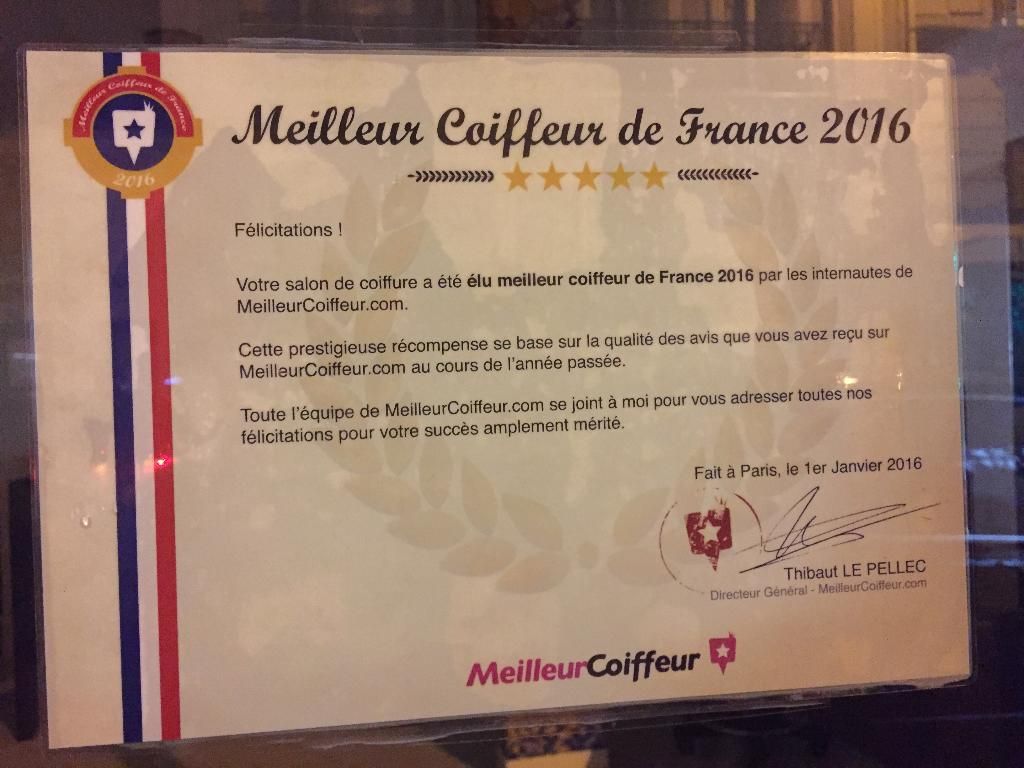 Meilleur Coiffeur de France
2016
Meilleur Coiffeur de France 2016
Félicitations !
Votre salon de coiffure a été élu meilleur coiffeur de France 2016 par les internautes de
MeilleurCoiffeur.com.
Cette prestigieuse récompense se base sur la qualité des avis que vous avez reçu sur
MeilleurCoiffeur.com au cours de l'année passée.
Toute l'équipe de MeilleurCoiffeur.com se joint à moi pour vous adresser toutes nos
félicitations pour votre succès amplement mérité.
Fait à Paris, le 1er Janvier 2016
Thibaut LE PELLEC
Directeur Général - MeilleurCoiffeur.com
MeilleurCoiffeur